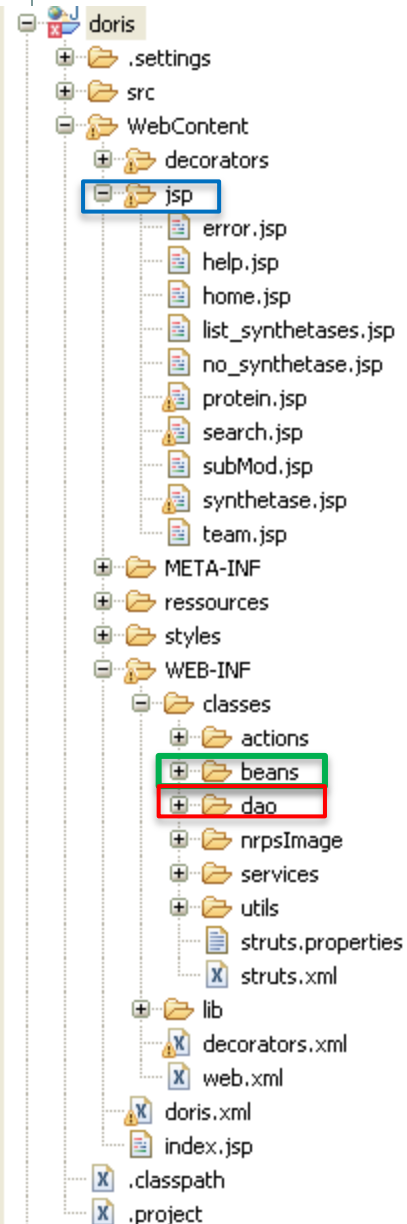 doris
.settings
src
WebContent
decorators
jsp
error.jsp
help.jsp
home.jsp
list_synthetases.jsp
no_synthetase.jsp
protein.jsp
search.jsp
subMod.jsp
synthetase.jsp
team.jsp
META-INF
ressources
styles
WEB-INF
classes
actions
beans
dao
nrpsImage
services
utils
struts.properties
struts.xml
lib
decorators.xml
web.xml
doris.xml
index.jsp
.classpath
.project